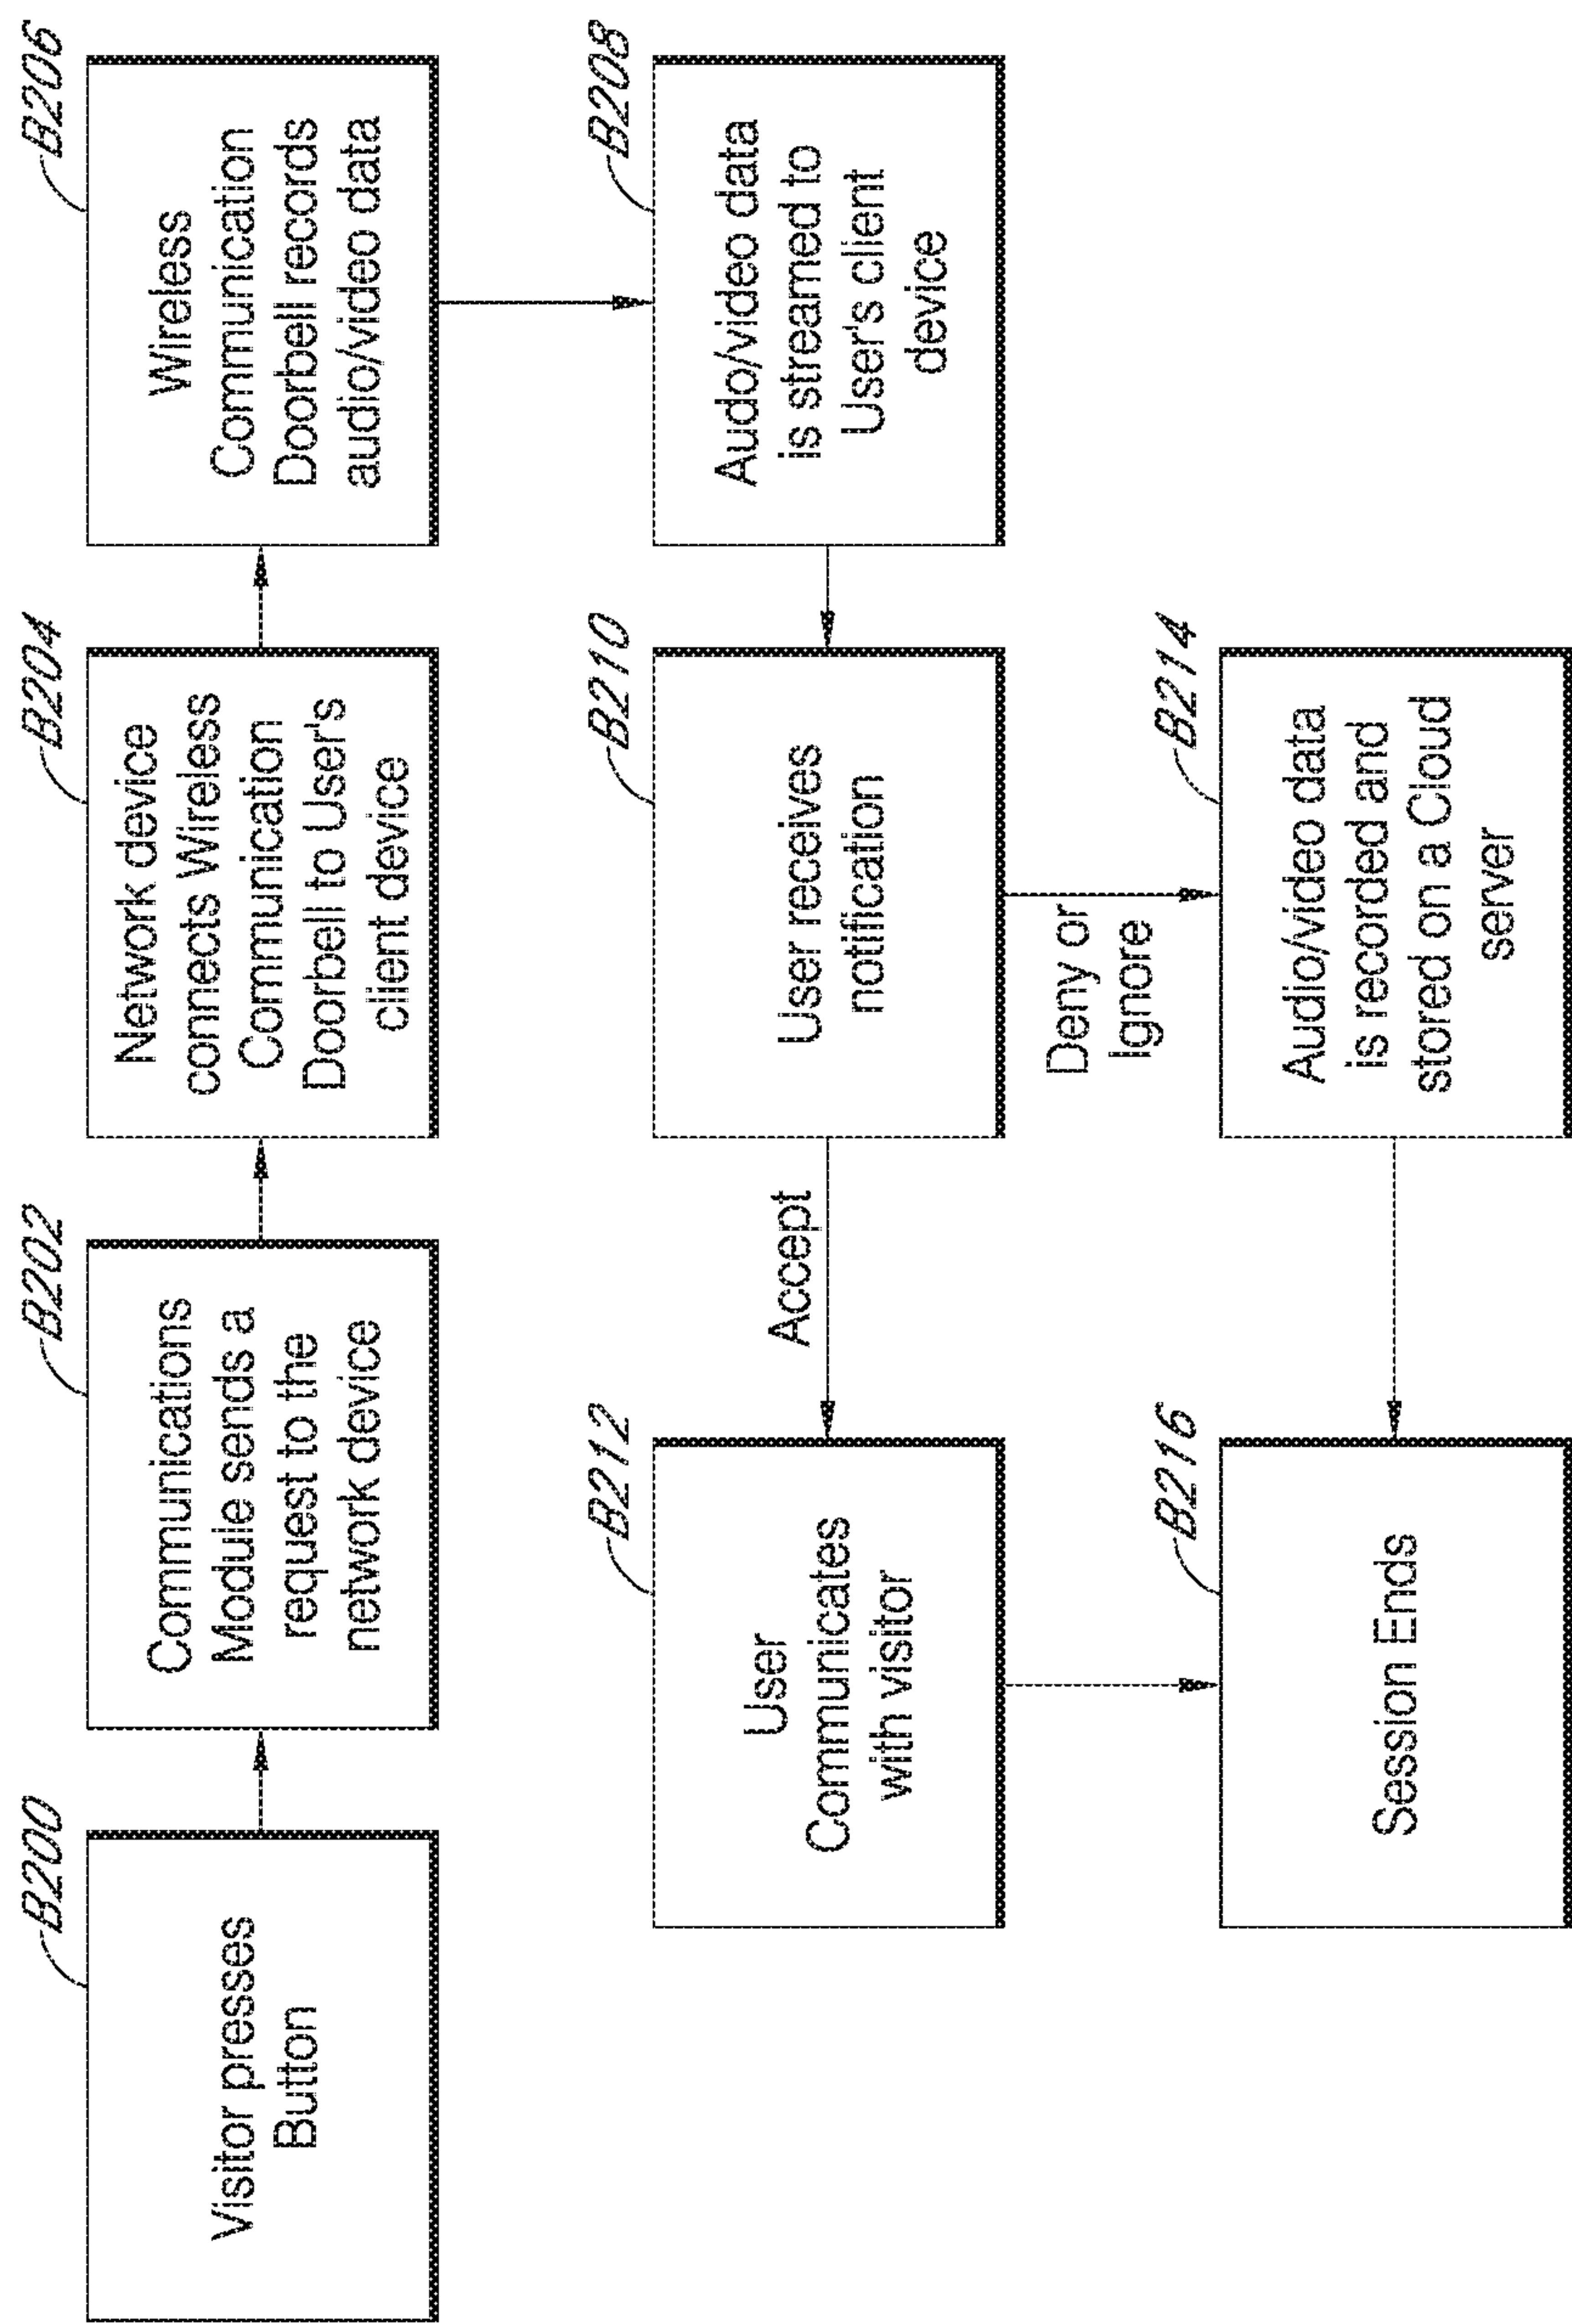 B200
Visitor presses
Button
B202
Communications
Module sends a
request to the
network device
B204
Network device
connects Wireless
Communication
Doorbell to User's
client device
B206
Wireless
Communication
Doorbell records
audio/video data
B208
Audo/video data
is streamed to
User's client
device
B210
User receives
notification
Accept
Deny or
Ignore
B212
User
Communicates
with visitor
B214
Audio/video data
is recorded and
stored on a Cloud
server
B216
Session Ends